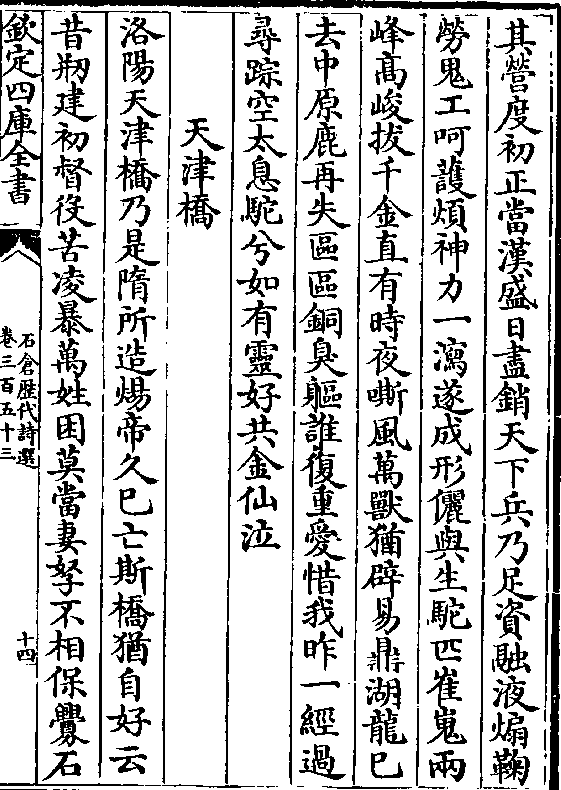 其營度初正當漢盛日盡銷天下兵乃足資融液煽鞠
勞鬼工呵護煩神力一瀉遂成形儷與生駝匹崔嵬兩
峰高峻拔千金直有時夜嘶風萬獸猶辟易鼎湖龍已
去中原鹿再失區區銅臭軀誰復重愛惜我昨一經過
尋踪空太息駝兮如有靈好共金仙泣
天津橋
洛陽天津橋乃是隋所造煬帝久已亡斯橋猶自好云
昔剏建初督役苦凌暴萬姓困莫當妻孥不相保釁石
欽定四庫全書
石倉歷代詩選
卷三百五十三
十四